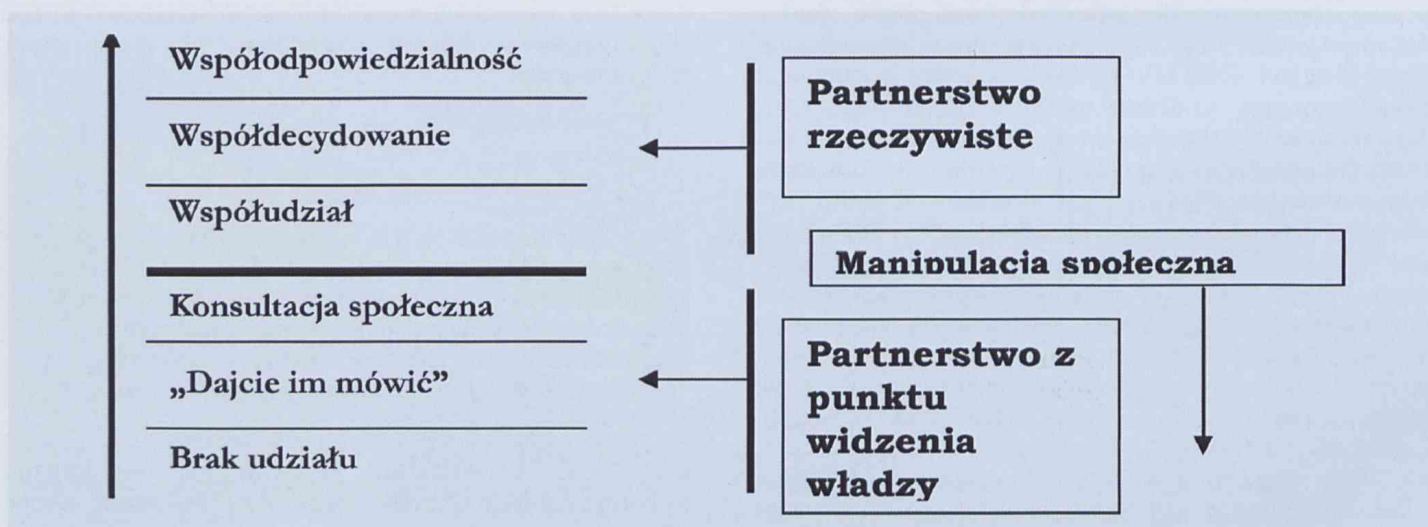 Współodpowiedzialność
Współdecydowanie
Współudział
Konsultacja społeczna
„Dajcie im mówić”
Brak udziału
Partnerstwo
rzeczywiste
Manipulacja społeczna
Partnerstwo z
punktu
widzenia
władzy